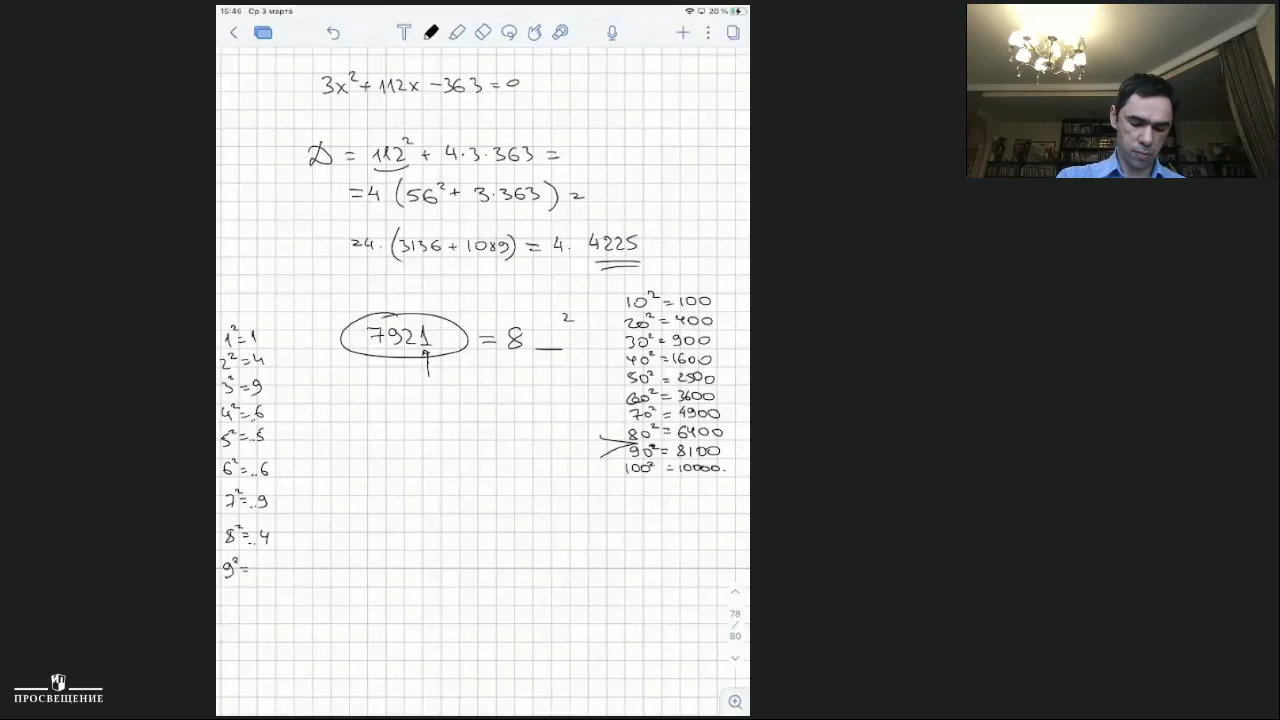 15:46 Ср 3 марта
20 %
3x² + 112x − 363 = 0
D = 112² + 4·3·363 =
= 4 (56² + 3·363) =
= 4·(3136 + 1089) = 4· 4225
7921 = 8 _ ²
1² = 1
2² = 4
3² = 9
4² = ..6
5² = ..5
6² = ..6
7² = ..9
8² = ..4
9² =
10² = 100
20² = 400
30² = 900
40² = 1600
50² = 2500
60² = 3600
70² = 4900
80² = 6400
90² = 8100
100² = 10000.
78
/
80
ПРОСВЕЩЕНИЕ